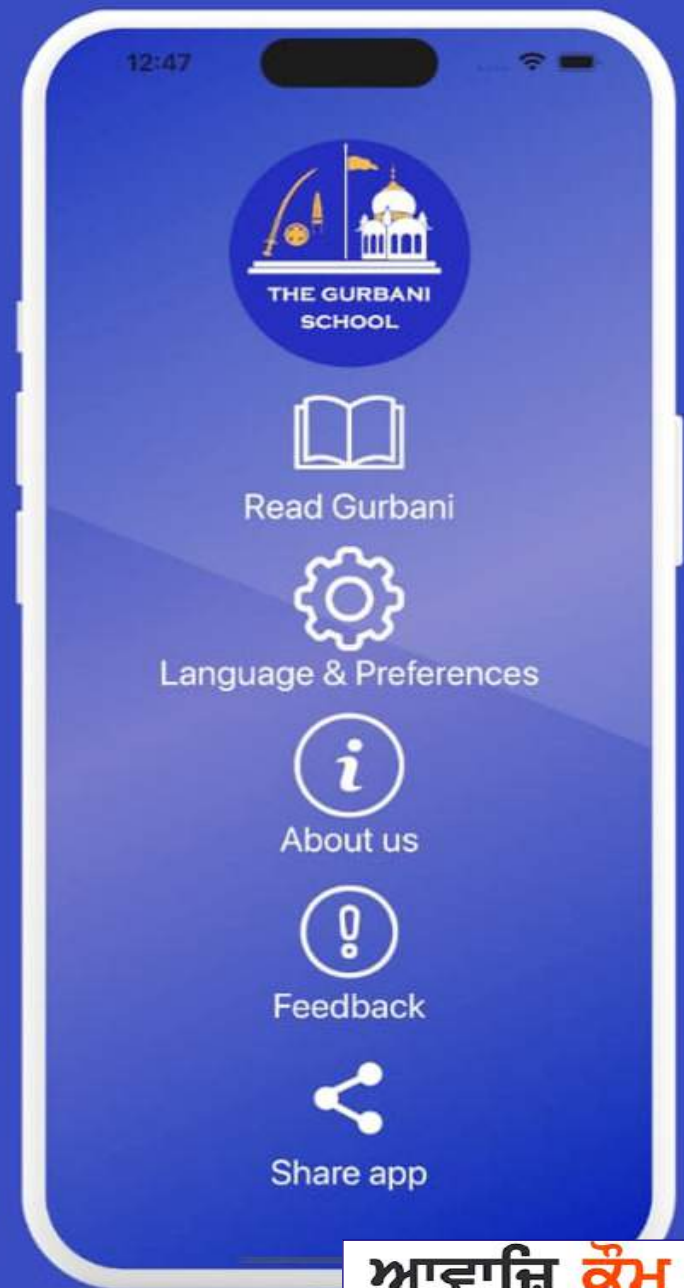 12:47
THE GURBANI
SCHOOL
Read Gurbani
Language & Preferences
About us
Feedback
Share app
ਆਵਾਜ਼ਿ ਕੌਮ